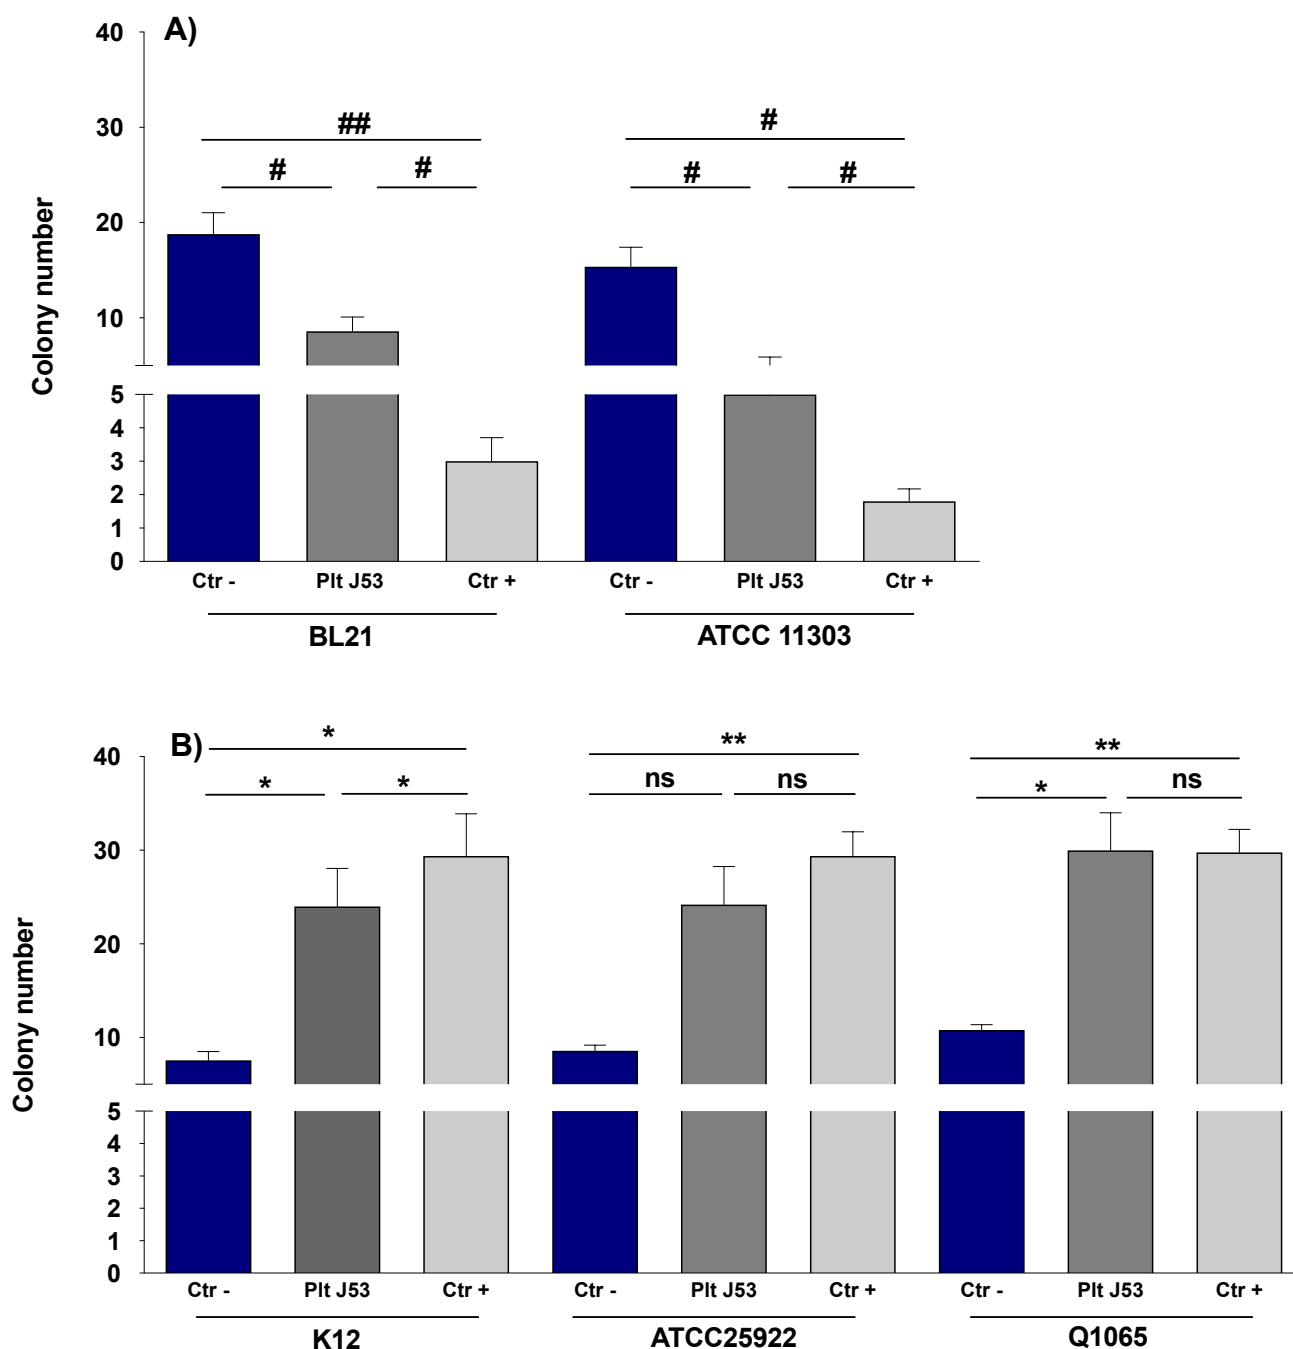 A)
Colony number
40
30
20
10
5
4
3
2
1
0
## #
# # # #
Ctr - Plt J53 Ctr + Ctr - Plt J53 Ctr +
BL21 ATCC 11303
B)
Colony number
40
30
20
10
5
4
3
2
1
0
* ** **
* * ns ns * ns
Ctr - Plt J53 Ctr + Ctr - Plt J53 Ctr + Ctr - Plt J53 Ctr +
K12 ATCC25922 Q1065